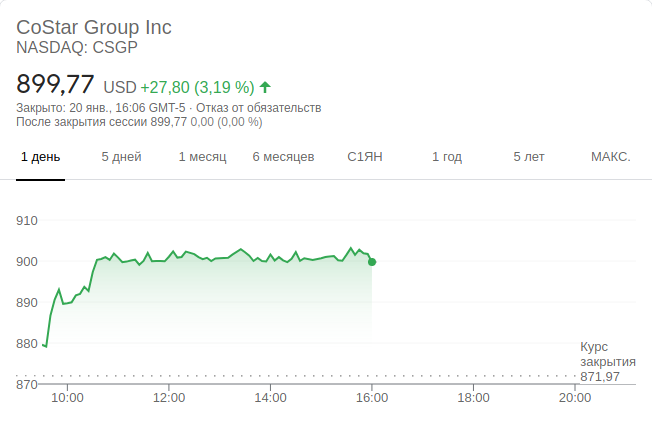 CoStar Group Inc
NASDAQ: CSGP
899,77 USD +27,80 (3,19 %)
Закрыто: 20 янв., 16:06 GMT-5 · Отказ от обязательств
После закрытия сессии 899,77 0,00 (0,00 %)
1 день 5 дней 1 месяц 6 месяцев С1ЯН 1 год 5 лет МАКС.
910
900
890
880
Курс
закрытия
871,97
870
10:00 12:00 14:00 16:00 18:00 20:00